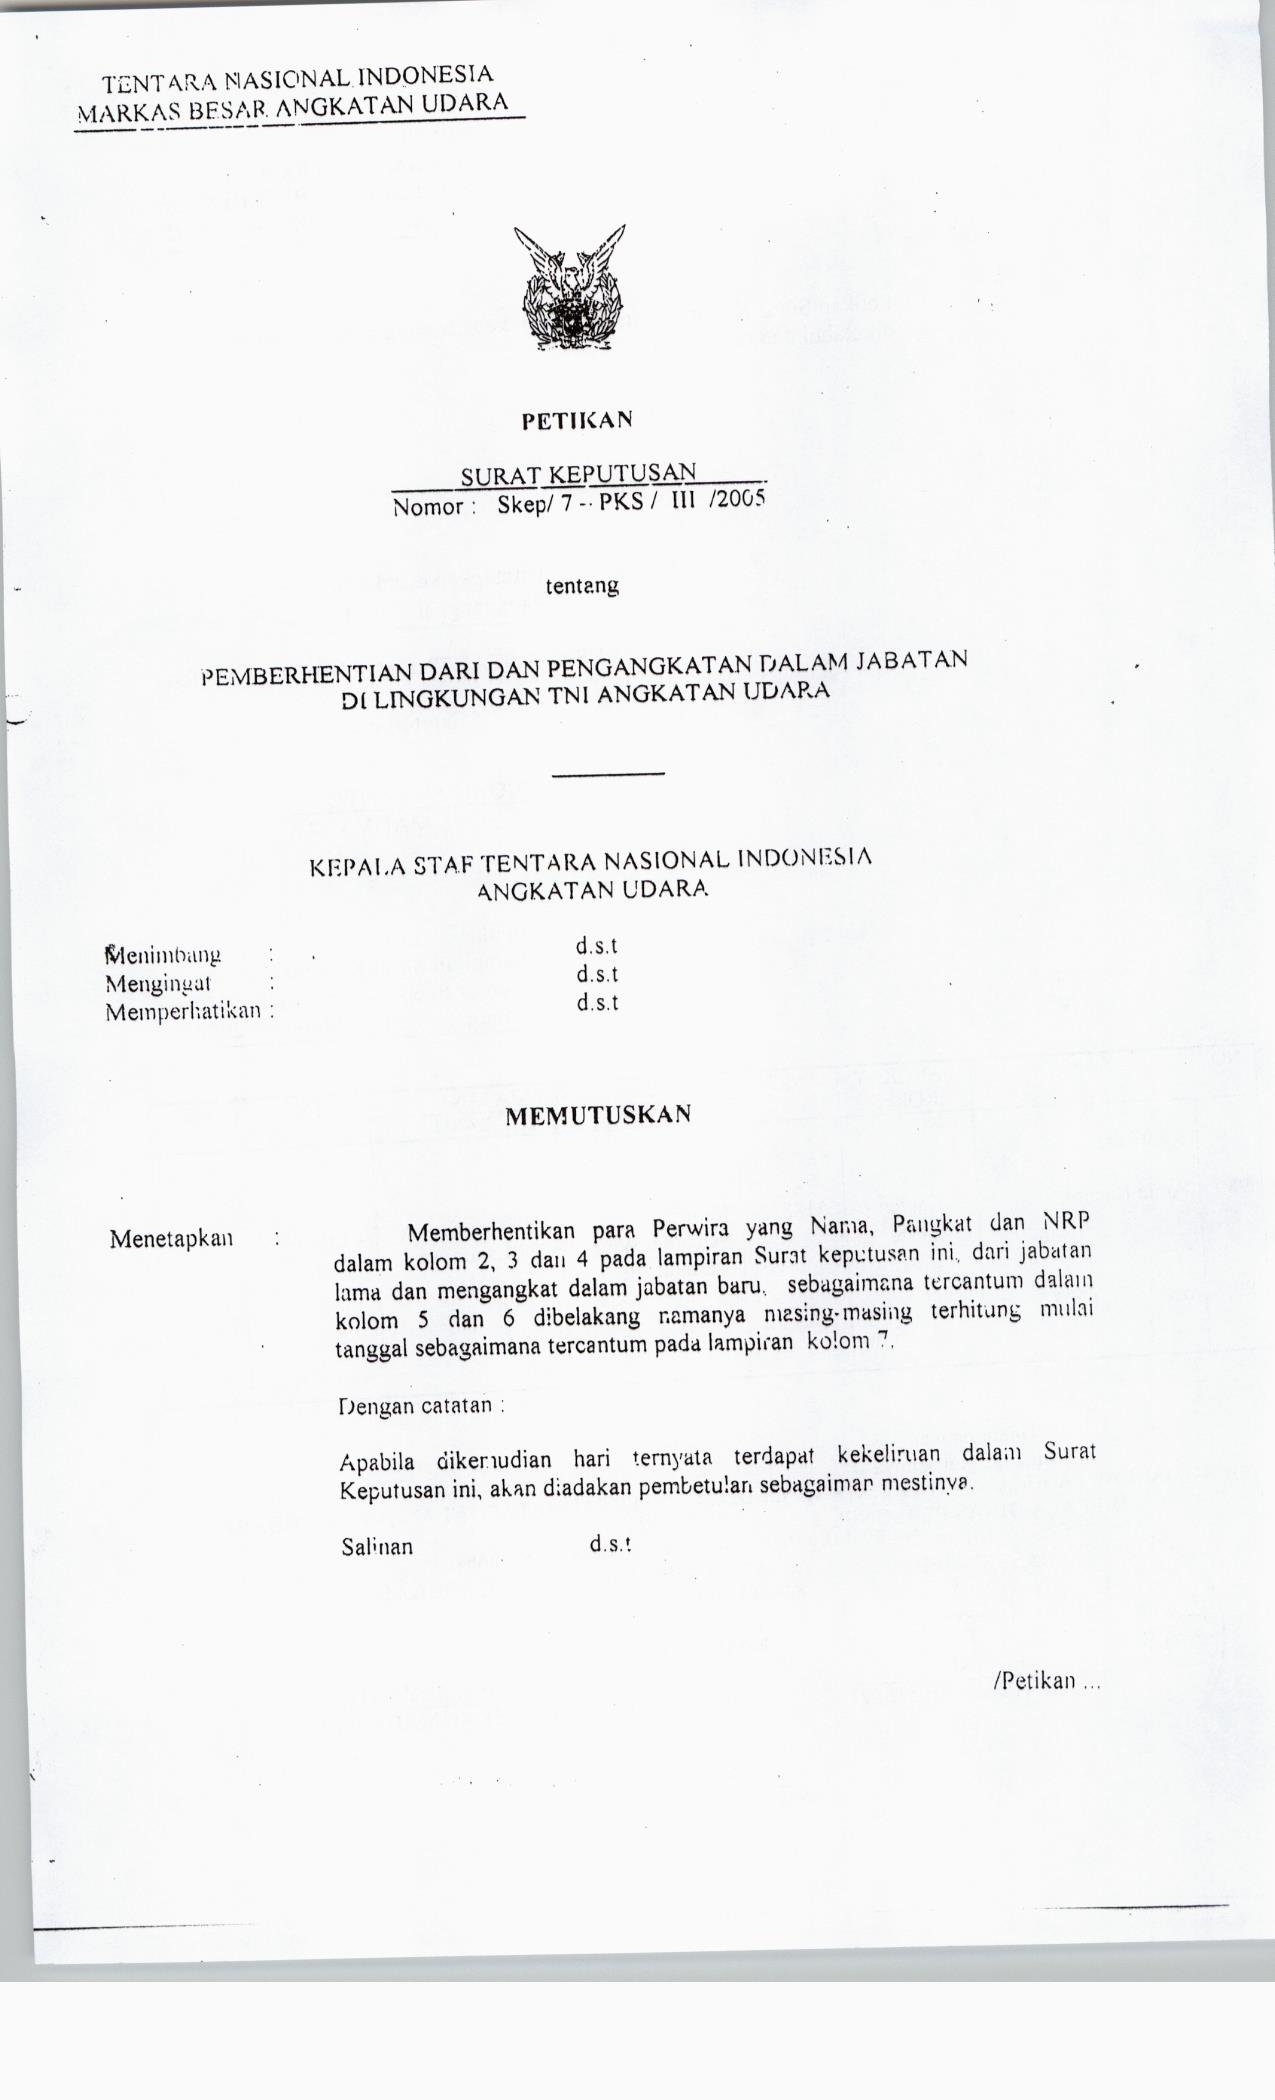 TENTARA NASIONAL INDONESIA
MARKAS BESAR ANGKATAN UDARA
PETIKAN
SURAT KEPUTUSAN
Nomor : Skep/ 7 - PKS / III /2005
tentang
PEMBERHENTIAN DARI DAN PENGANGKATAN DALAM JABATAN
DI LINGKUNGAN TNI ANGKATAN UDARA
KEPALA STAF TENTARA NASIONAL INDONESIA
ANGKATAN UDARA
Menimbang : d.s.t
Mengingat : d.s.t
Memperhatikan : d.s.t
MEMUTUSKAN
Menetapkan : Memberhentikan para Perwira yang Nama, Pangkat dan NRP
dalam kolom 2, 3 dan 4 pada lampiran Surat keputusan ini, dari jabatan
lama dan mengangkat dalam jabatan baru, sebagaimana tercantum dalam
kolom 5 dan 6 dibelakang namanya masing-masing terhitung mulai
tanggal sebagaimana tercantum pada lampiran kolom 7.
Dengan catatan :
Apabila dikemudian hari ternyata terdapat kekeliruan dalam Surat
Keputusan ini, akan diadakan pembetulan sebagaiman mestinya.
Salinan d.s.t
/Petikan ...